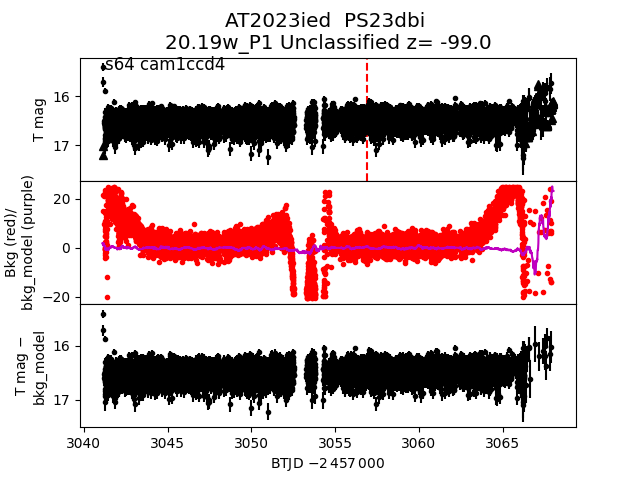 AT2023ied  PS23dbi
20.19w_P1 Unclassified z= -99.0
s64 cam1ccd4
16
17
T mag
20
0
−20
Bkg (red)/
bkg_model (purple)
16
17
T mag −
bkg_model
3040
3045
3050
3055
3060
3065
BTJD −2 457 000